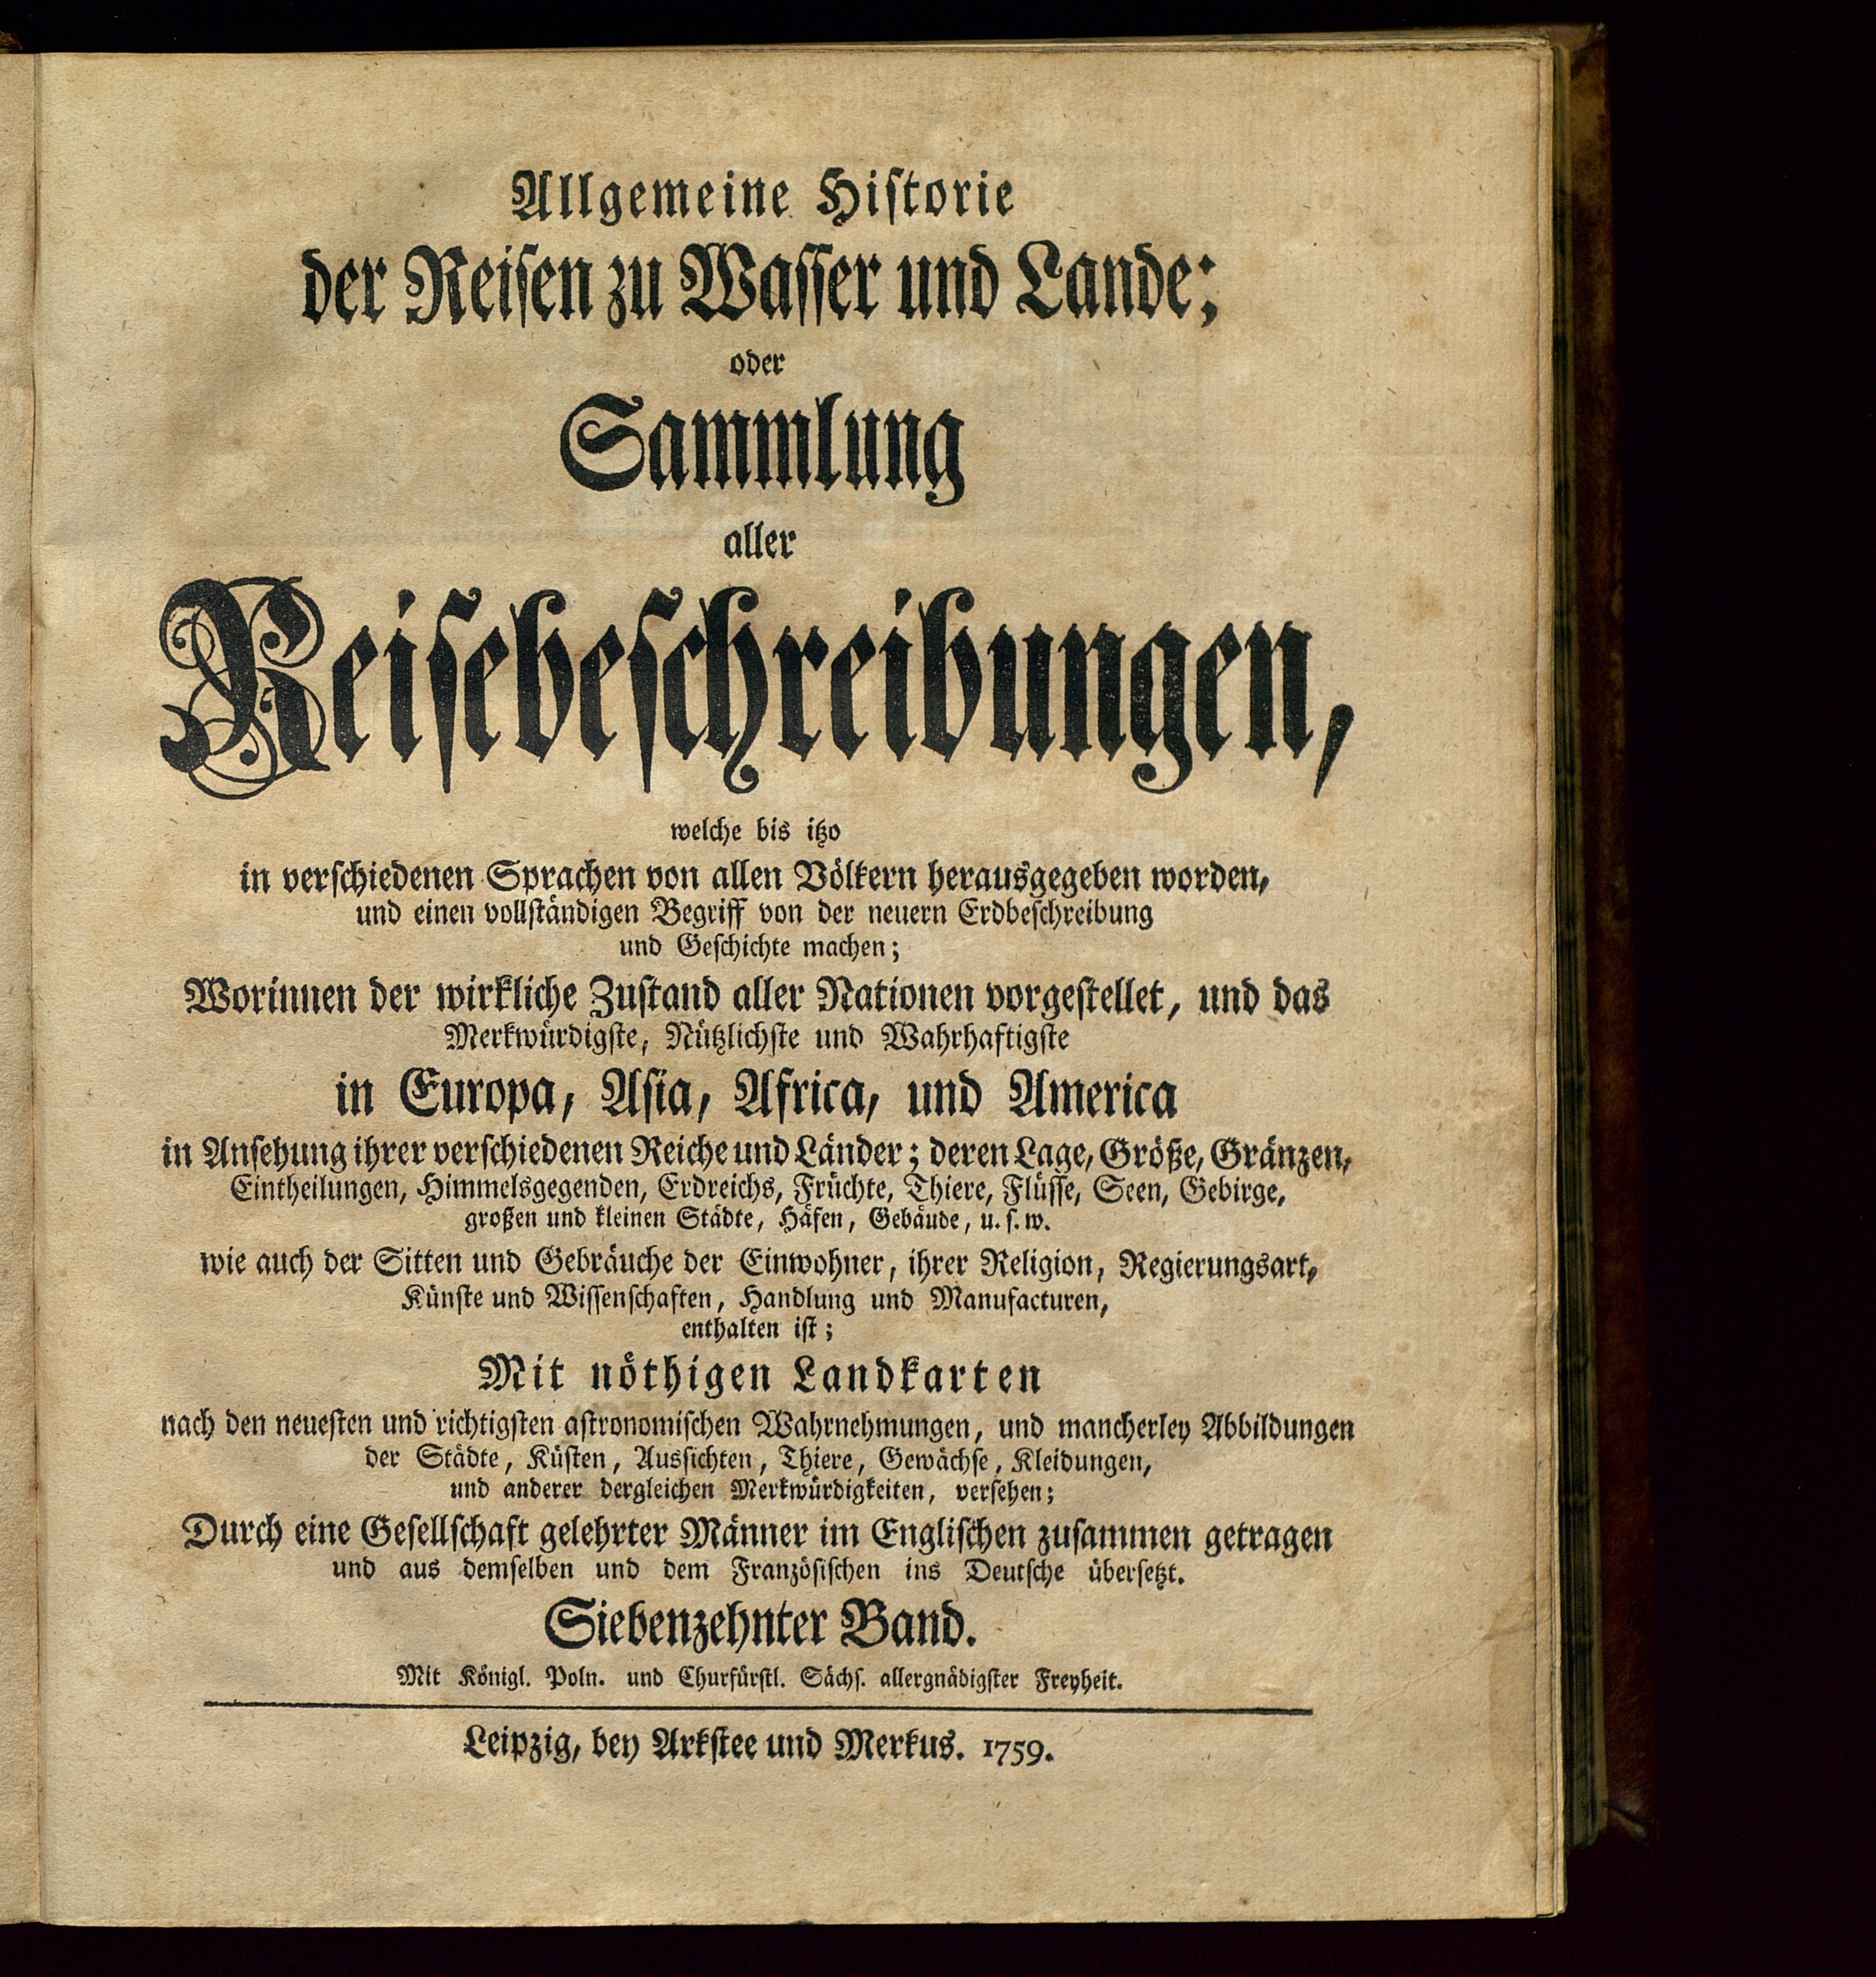 Allgemeine Historie
der Reisen zu Wasser und Lande;
oder
Sammlung
aller
Reisebeschreibungen,
welche bis itzo
in verschiedenen Sprachen von allen Völkern herausgegeben worden,
und einen vollständigen Begriff von der neuern Erdbeschreibung
und Geschichte machen;
Worinnen der wirkliche Zustand aller Nationen vorgestellet, und das
Merkwürdigste, Nützlichste und Wahrhaftigste
in Europa, Asia, Africa, und America
in Ansehung ihrer verschiedenen Reiche und Länder; deren Lage, Größe, Gränzen,
Eintheilungen, Himmelsgegenden, Erdreichs, Früchte, Thiere, Flüsse, Seen, Gebirge,
großen und kleinen Städte, Häfen, Gebäude, u. s. w.
wie auch der Sitten und Gebräuche der Einwohner, ihrer Religion, Regierungsart,
Künste und Wissenschaften, Handlung und Manufacturen,
enthalten ist;
Mit nöthigen Landkarten
nach den neuesten und richtigsten astronomischen Wahrnehmungen, und mancherley Abbildungen
der Städte, Küsten, Aussichten, Thiere, Gewächse, Kleidungen,
und anderer dergleichen Merkwürdigkeiten, versehen;
Durch eine Gesellschaft gelehrter Männer im Englischen zusammen getragen
und aus demselben und dem Französischen ins Deutsche übersetzt.
Siebenzehnter Band.
Mit Königl. Poln. und Churfürstl. Sächs. allergnädigster Freyheit.
Leipzig, bey Arkstee und Merkus. 1759.